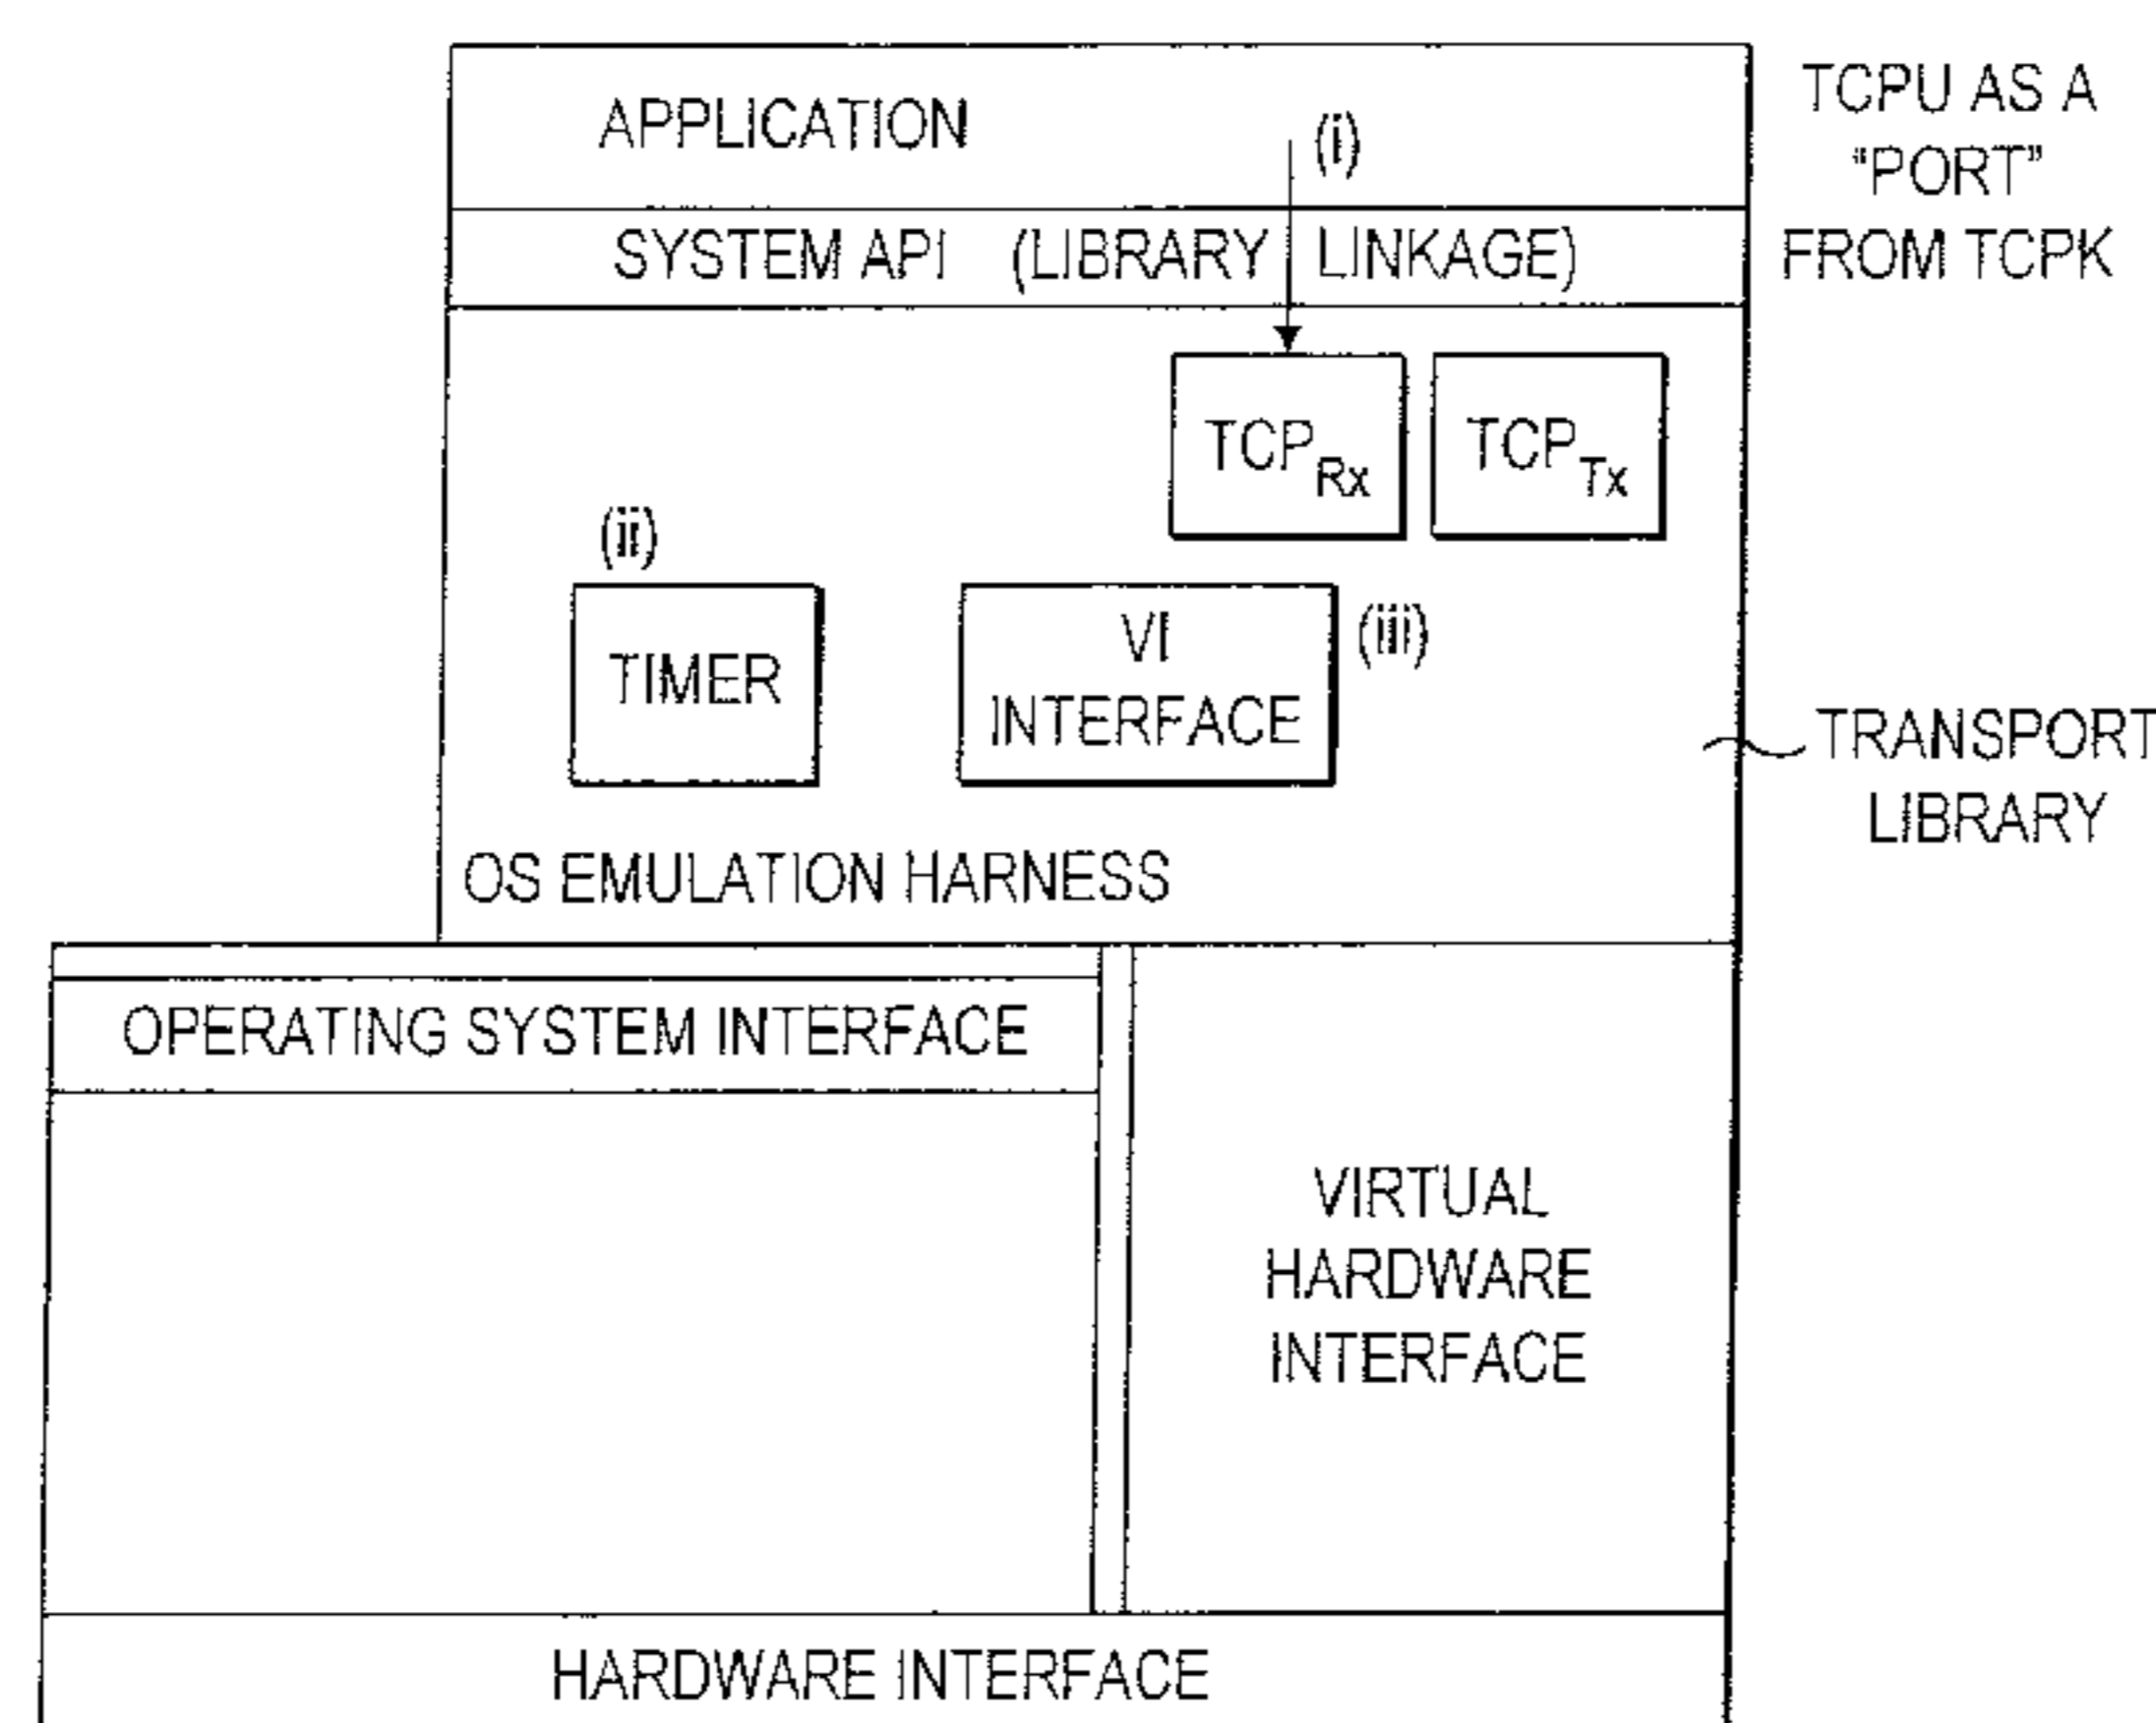 APPLICATION
(i)
TCPU AS A
“PORT”
FROM TCPK
SYSTEM API (LIBRARY LINKAGE)
TCPRx
TCPTx
(ii)
TIMER
VI
INTERFACE
(iii)
TRANSPORT
LIBRARY
OS EMULATION HARNESS
OPERATING SYSTEM INTERFACE
VIRTUAL
HARDWARE
INTERFACE
HARDWARE INTERFACE